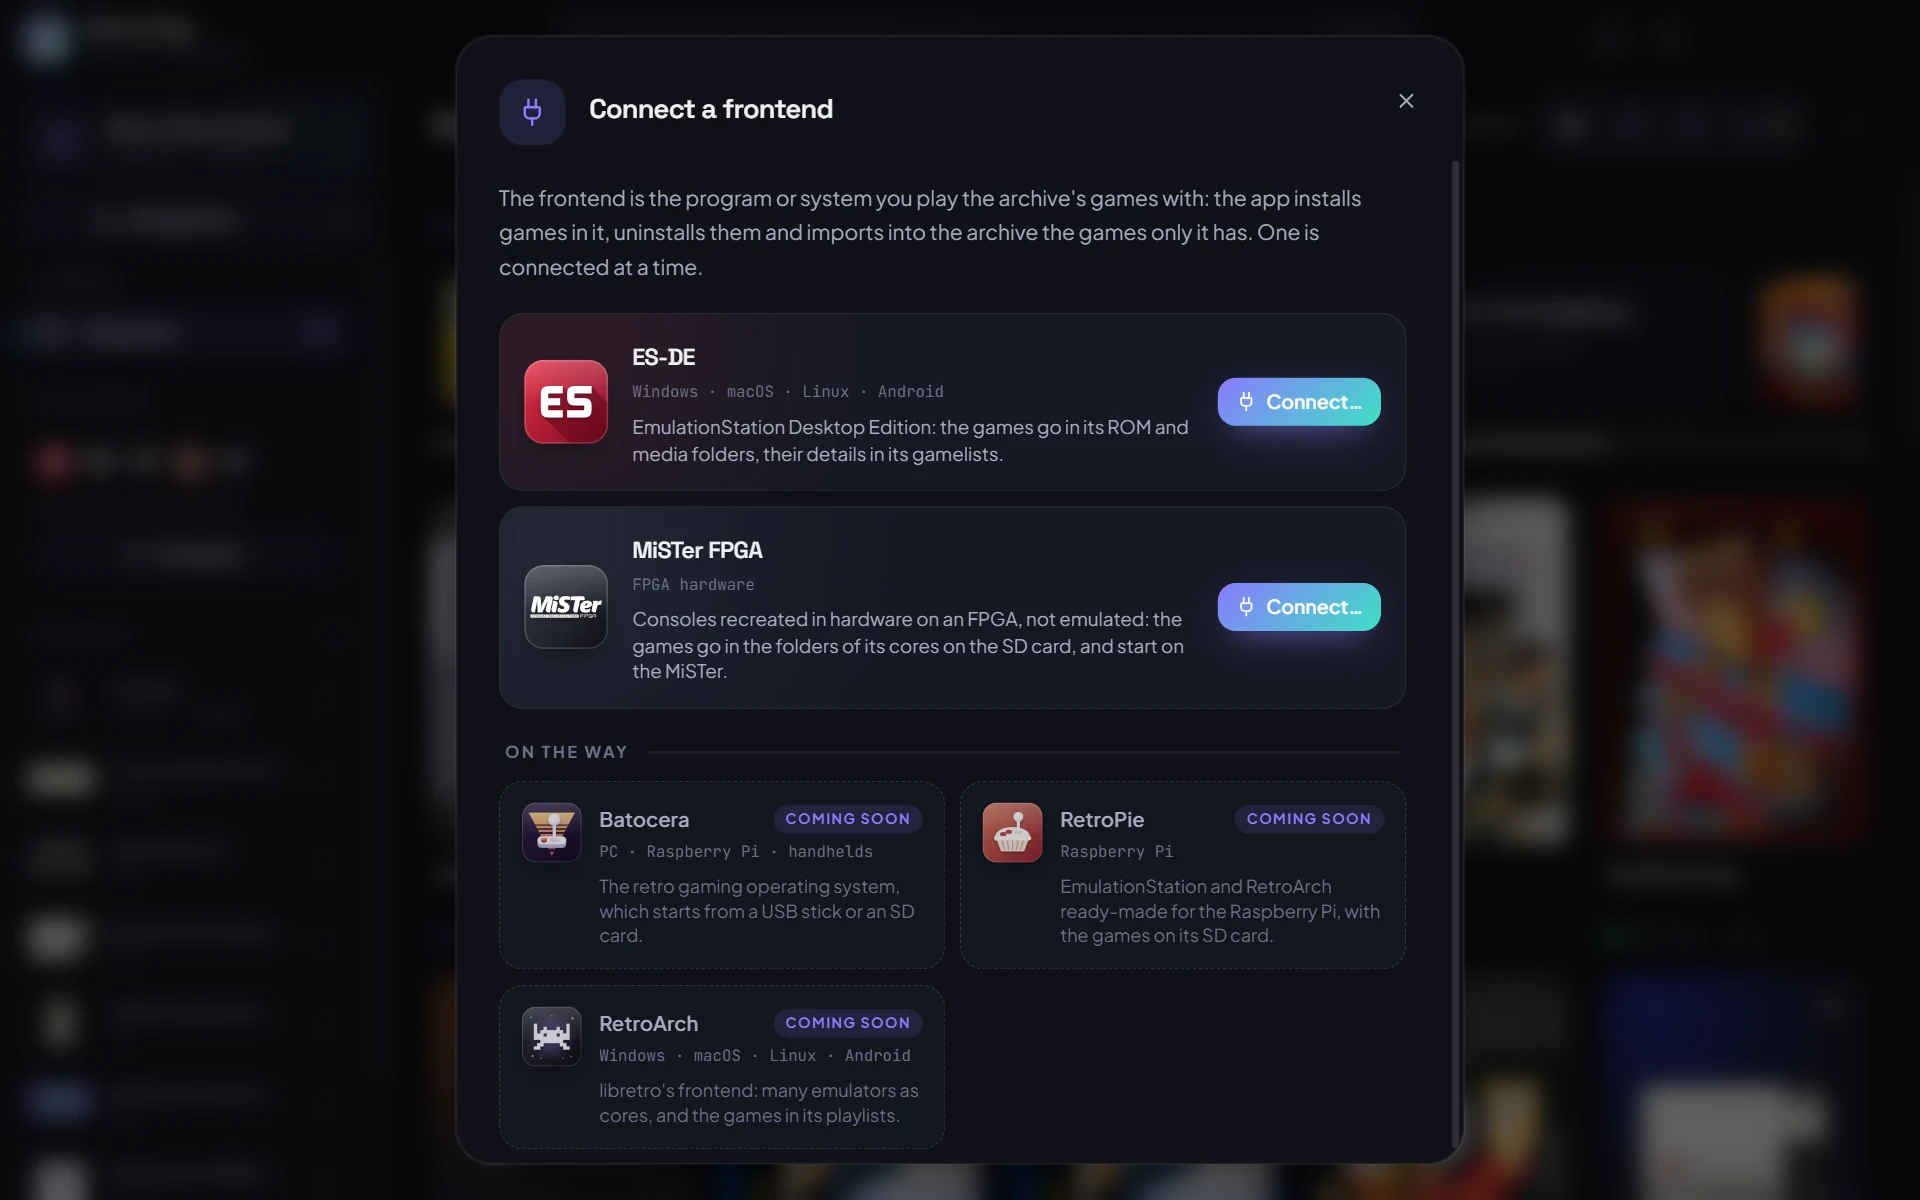 Connect a frontend
The frontend is the program or system you play the archive's games with: the app installs
games in it, uninstalls them and imports into the archive the games only it has. One is
connected at a time.
ES
ES-DE
Windows · macOS · Linux · Android
EmulationStation Desktop Edition: the games go in its ROM and
media folders, their details in its gamelists.
Connect…
MiSTer
FPGA
MiSTer FPGA
FPGA hardware
Consoles recreated in hardware on an FPGA, not emulated: the
games go in the folders of its cores on the SD card, and start on
the MiSTer.
Connect…
ON THE WAY
Batocera
COMING SOON
PC · Raspberry Pi · handhelds
The retro gaming operating system,
which starts from a USB stick or an SD
card.
RetroPie
COMING SOON
Raspberry Pi
EmulationStation and RetroArch
ready-made for the Raspberry Pi, with
the games on its SD card.
RetroArch
COMING SOON
Windows · macOS · Linux · Android
libretro's frontend: many emulators as
cores, and the games in its playlists.